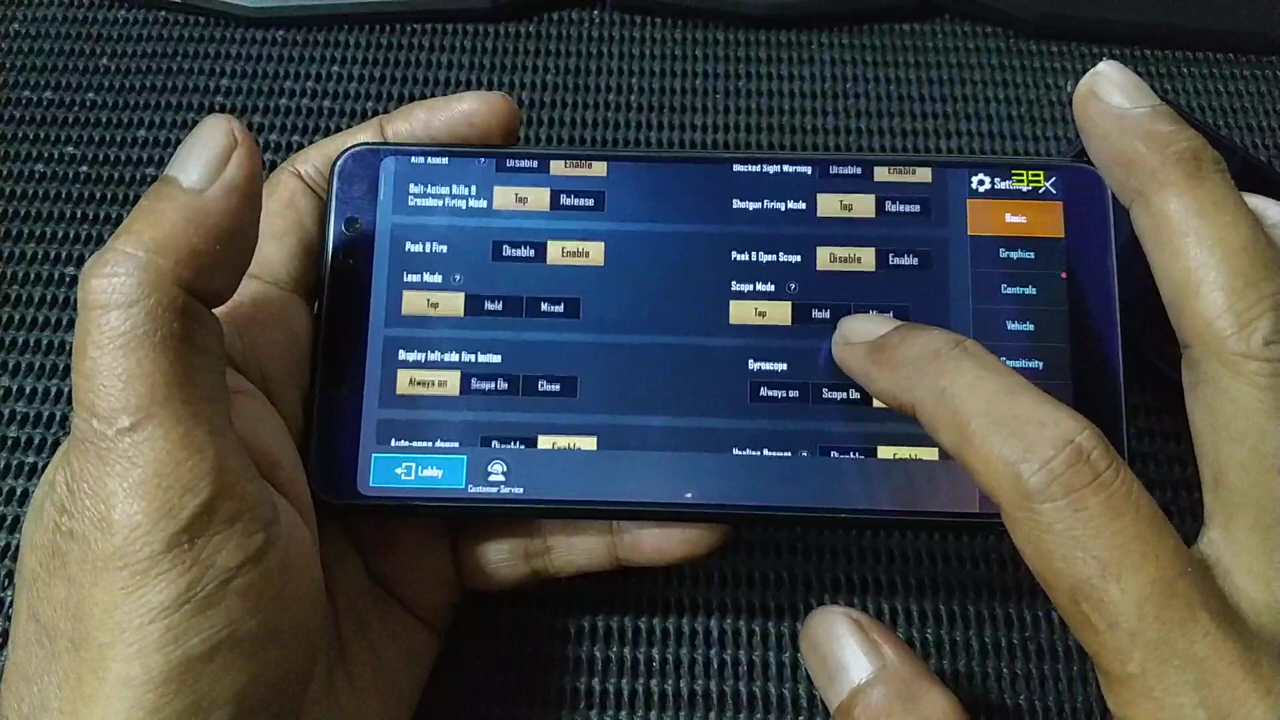 Aim Assist ? Disable Enable
Blocked Sight Warning Disable Enable
Bolt-Action Rifle &
Crossbow Firing Mode Tap Release
Shotgun Firing Mode Tap Release
Peek & Fire Disable Enable
Peek & Open Scope Disable Enable
Lean Mode ?
Tap Hold Mixed
Scope Mode ?
Tap Hold Mixed
Display left-side fire button
Always on Scope On Close
Gyroscope
Always on Scope On
Disable Enable
Disable Enable
Lobby
Customer Service
39
Basic
Graphics
Controls
Vehicle